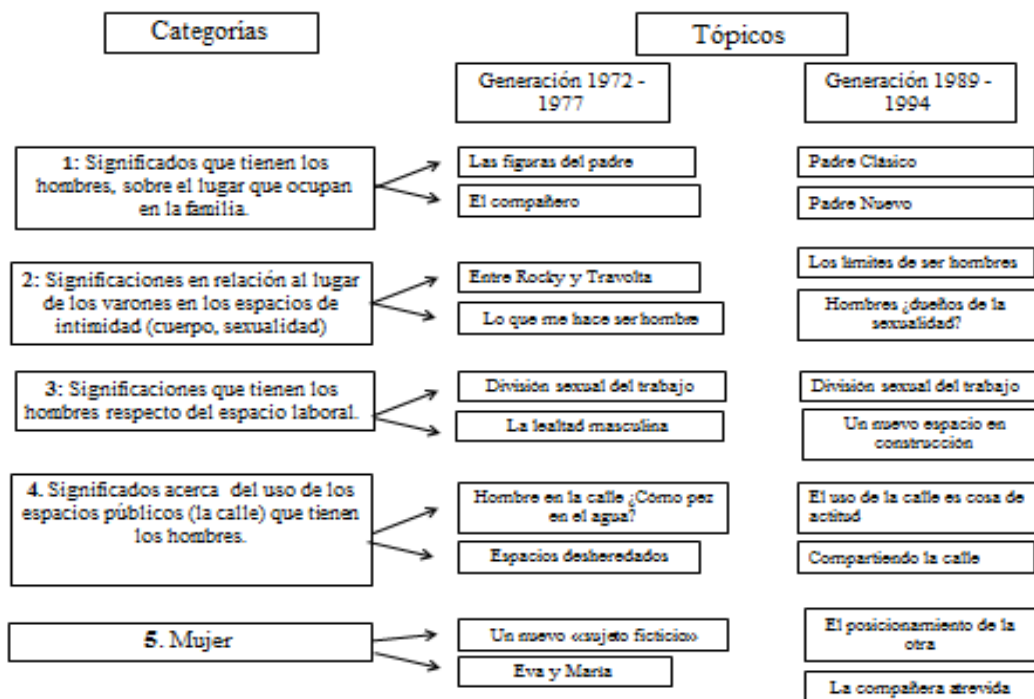 Categorías
Tópicos
Generación 1972 -
1977
Generación 1989 -
1994
1: Significados que tienen los
hombres, sobre el lugar que ocupan
en la familia.
Las figuras del padre
El compañero
Padre Clásico
Padre Nuevo
2: Significaciones en relación al lugar
de los varones en los espacios de
intimidad (cuerpo, sexualidad)
Entre Rocky y Travolta
Lo que me hace ser hombre
Los límites de ser hombres
Hombres ¿dueños de la
sexualidad?
3: Significaciones que tienen los
hombres respecto del espacio laboral.
División sexual del trabajo
La lealtad masculina
División sexual del trabajo
Un nuevo espacio en
construcción
4. Significados acerca del uso de los
espacios públicos (la calle) que tienen
los hombres.
Hombre en la calle ¿Cómo pez
en el agua?
Espacios desheredados
El uso de la calle es cosa de
actitud
Compartiendo la calle
5. Mujer
Un nuevo «sujeto ficticio»
Eva y María
El posicionamiento de la
otra
La compañera atrevida